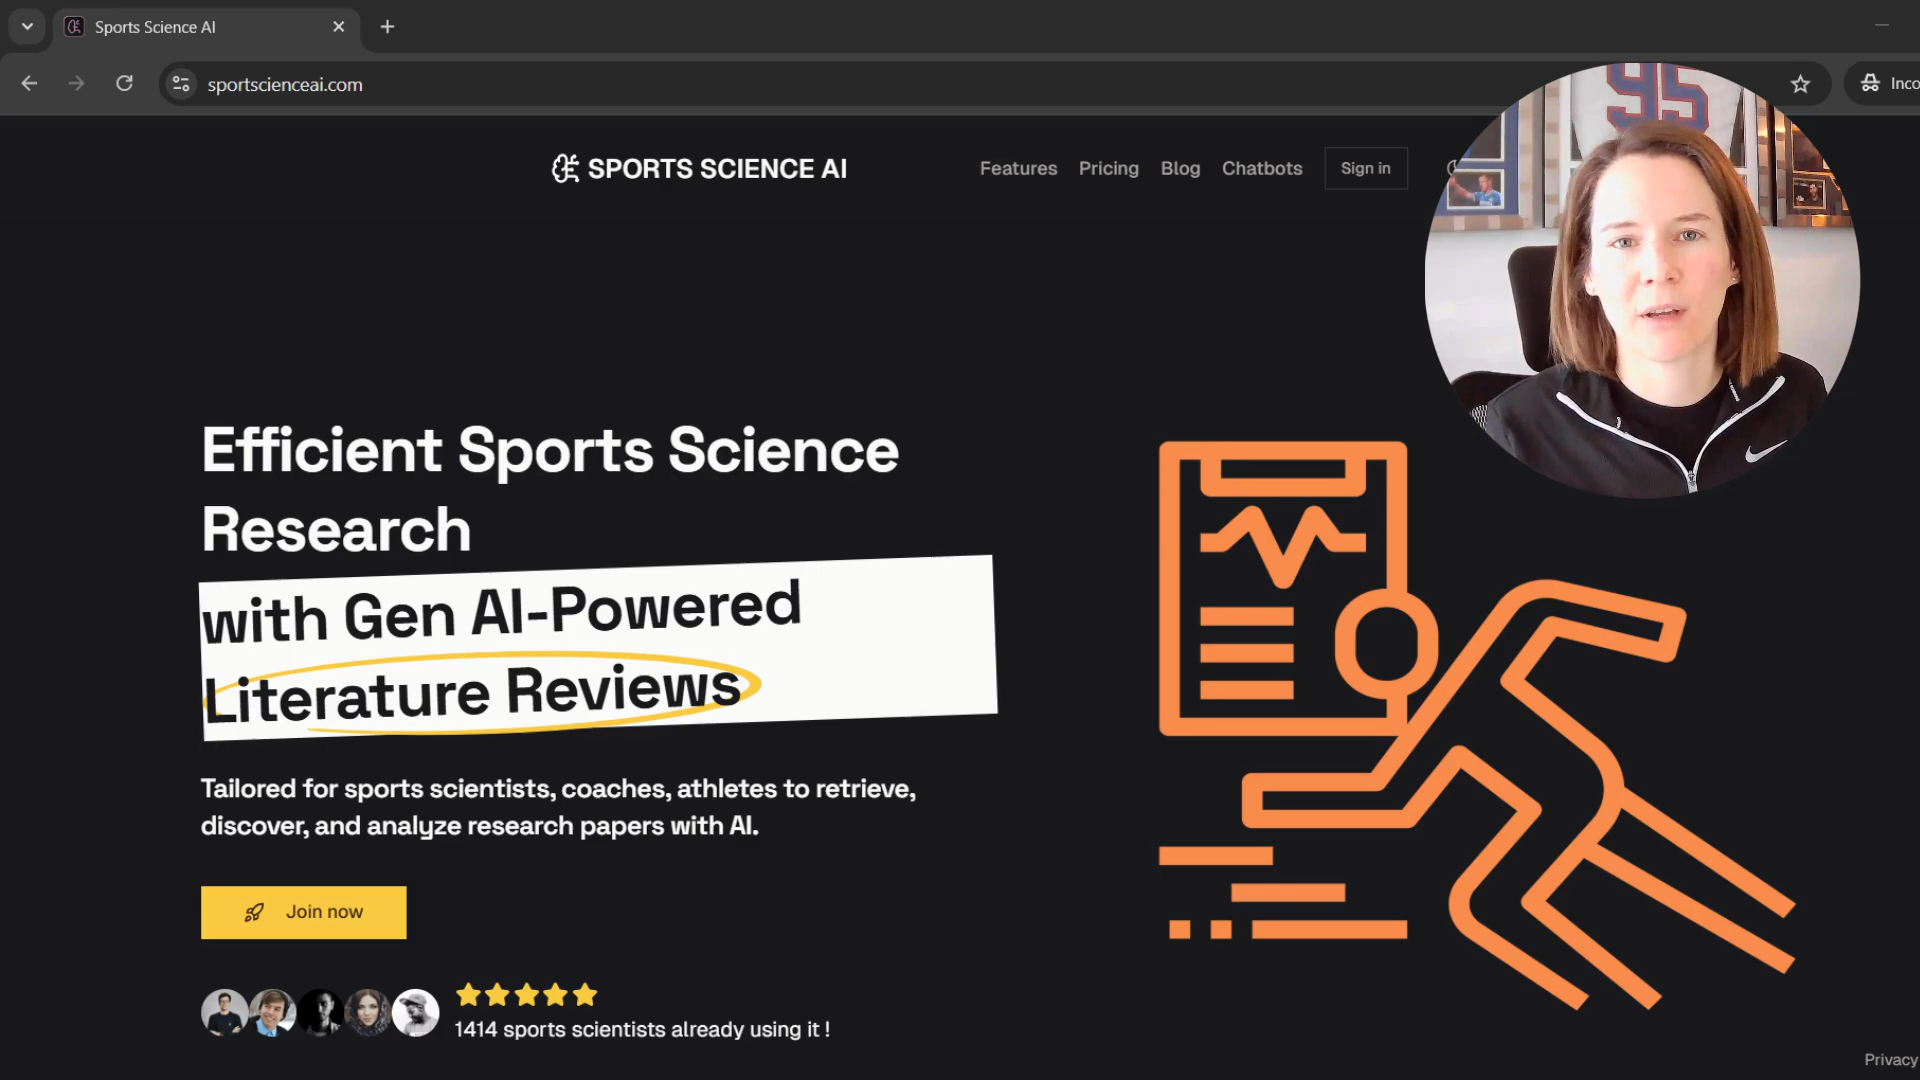 Sports Science AI
sportscienceai.com
Inco
95
SPORTS SCIENCE AI
Features
Pricing
Blog
Chatbots
Sign in
Efficient Sports Science
Research
with Gen AI-Powered
Literature Reviews
Tailored for sports scientists, coaches, athletes to retrieve,
discover, and analyze research papers with AI.
Join now
1414 sports scientists already using it !
Privacy